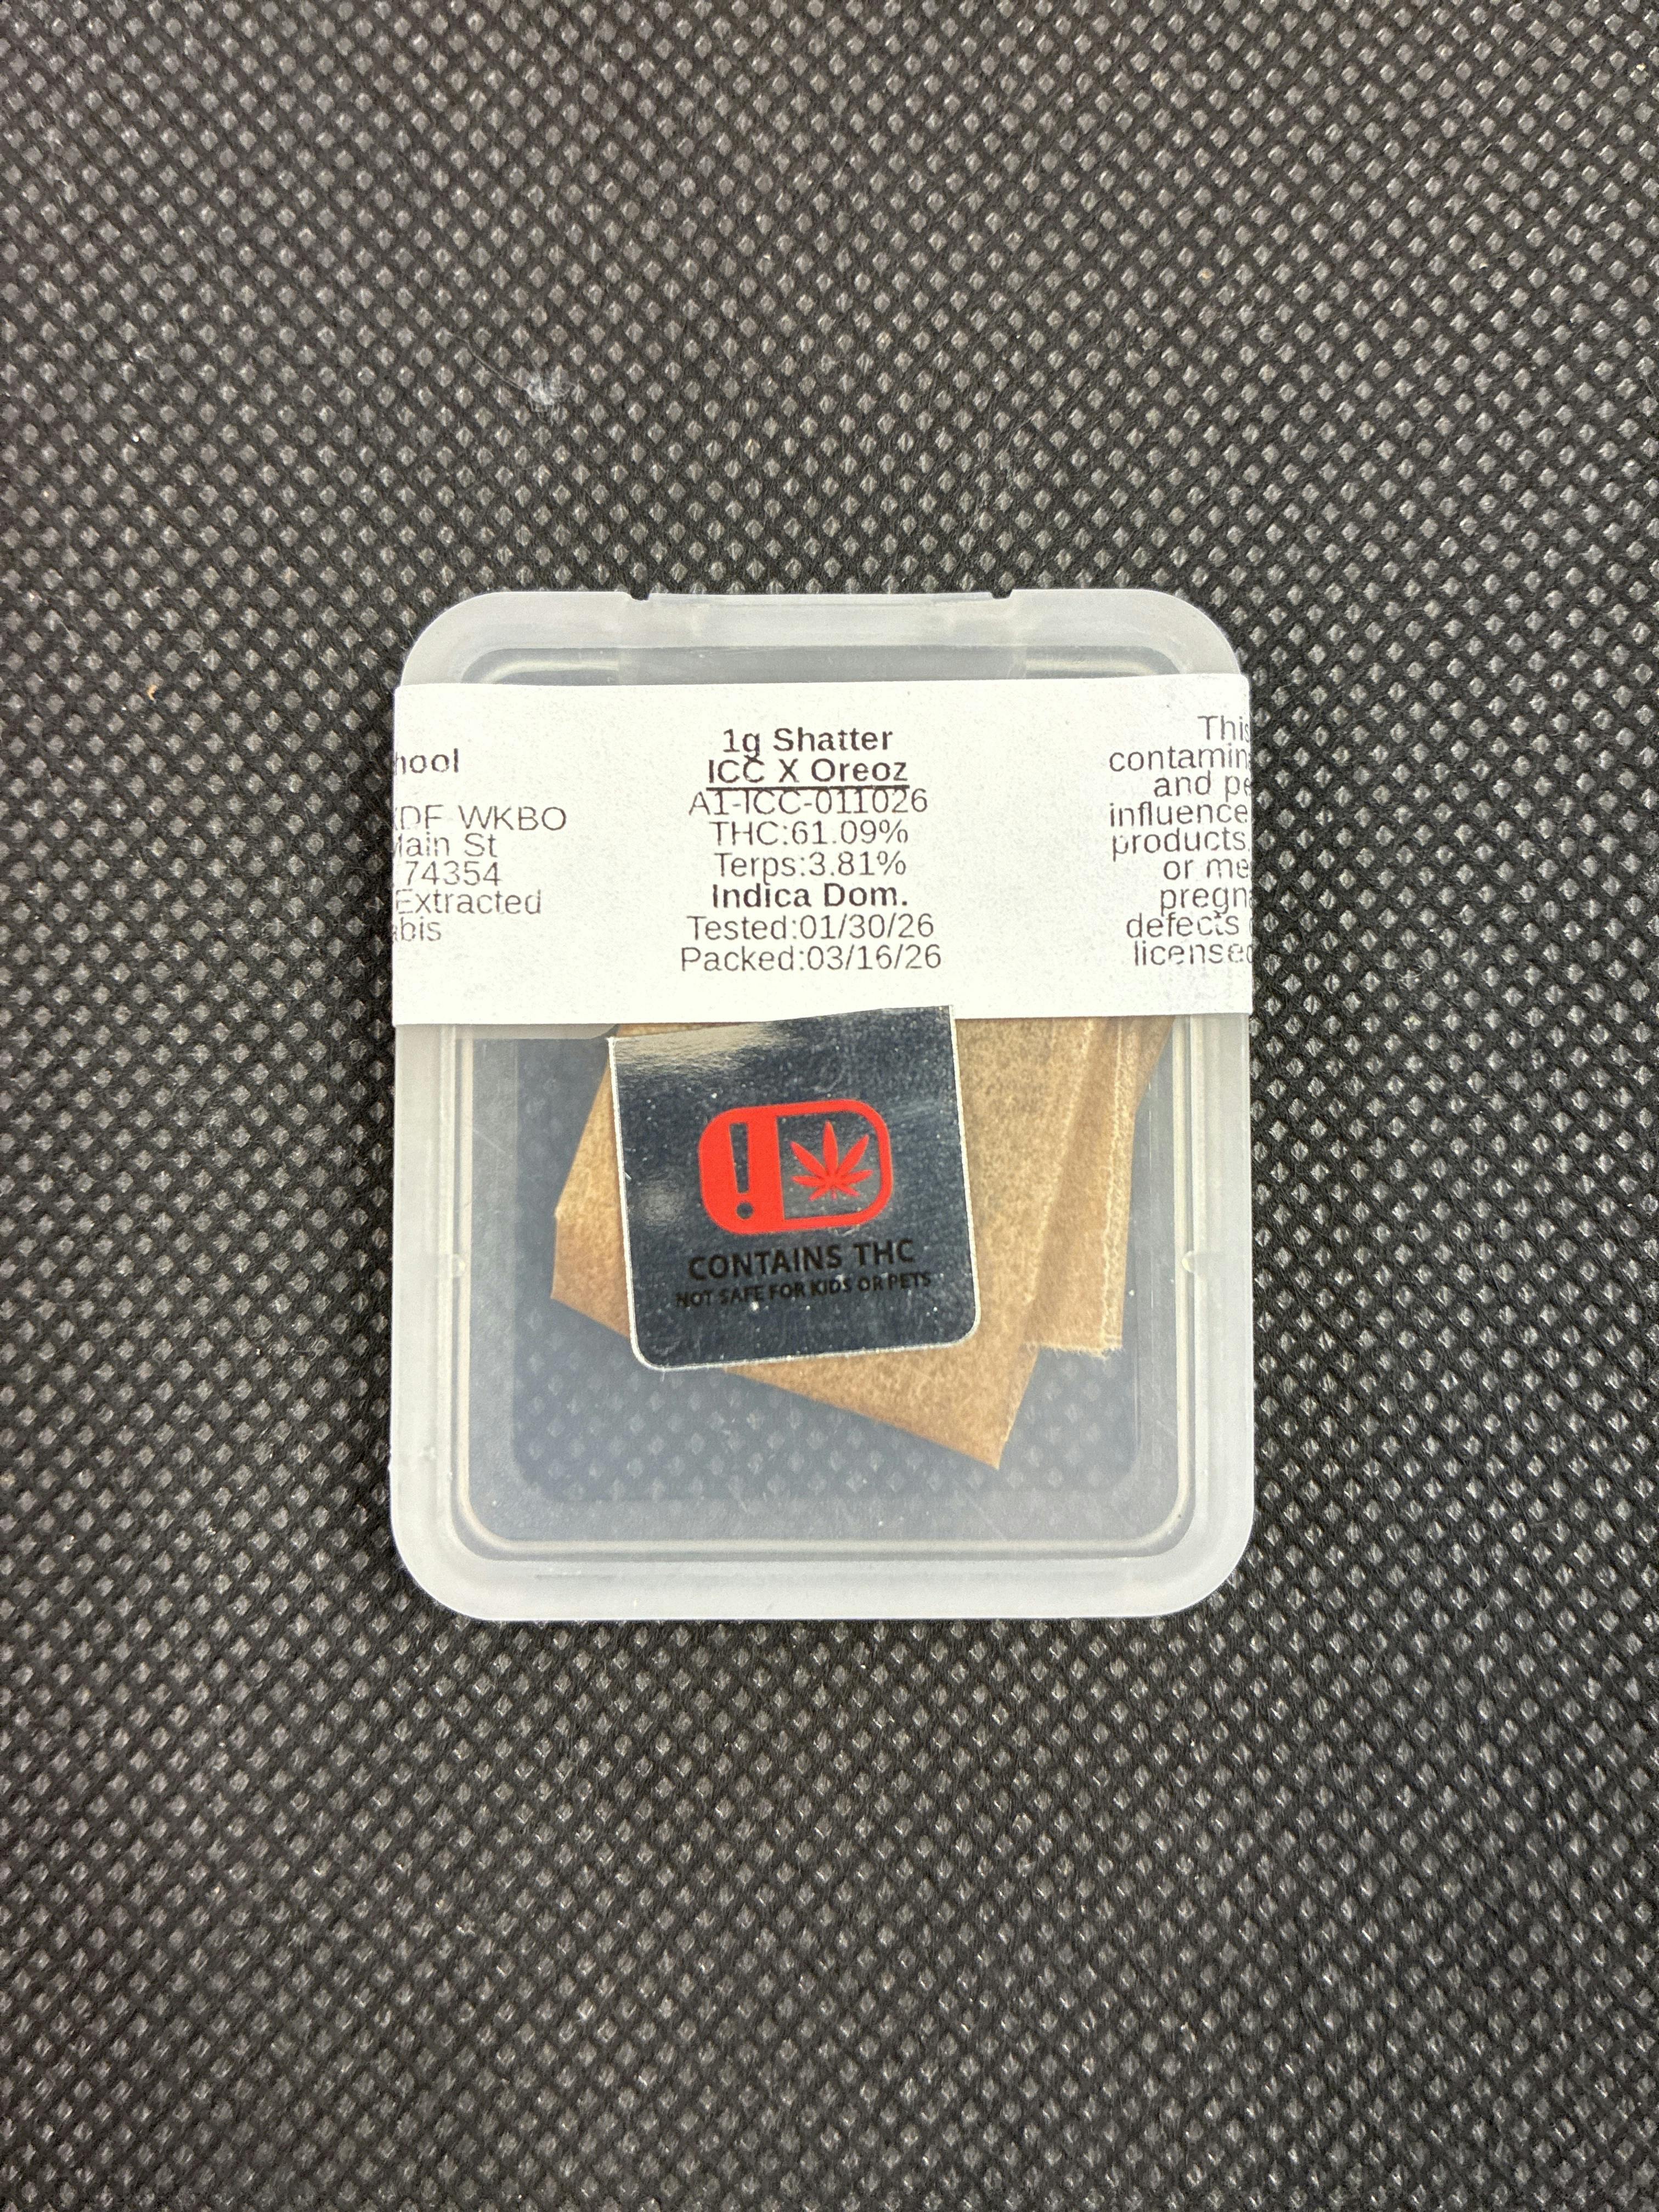 hool
WKBO
Main St
74354
Extracted
abis
1g Shatter
ICC X Oreoz
A1-ICC-011026
THC:61.09%
Terps:3.81%
Indica Dom.
Tested:01/30/26
Packed:03/16/26
This
contamin
and pe
influence
products,
or me
pregn
defects
license
!
CONTAINS THC
NOT SAFE FOR KIDS OR PETS